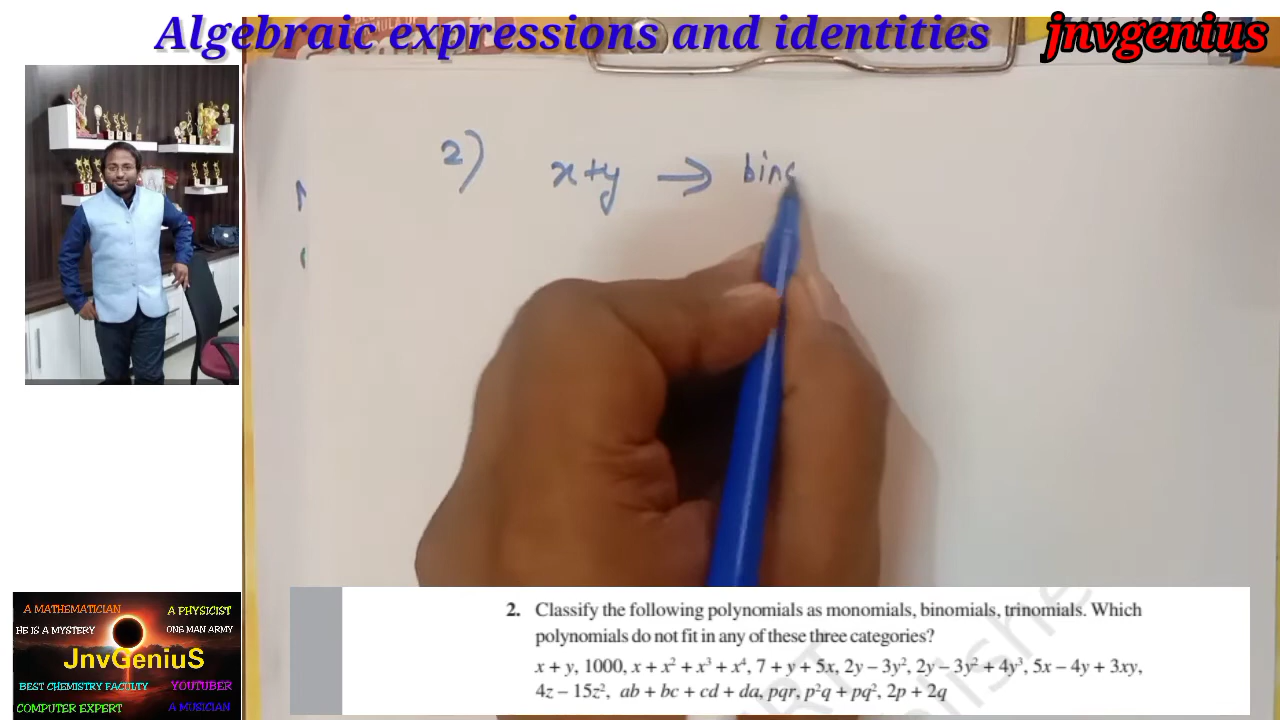 Algebraic expressions and identities
jnvgenius
2) x+y → bino
A MATHEMATICIAN
A PHYSICIST
HE IS A MYSTERY
ONE MAN ARMY
JnvGeniuS
BEST CHEMISTRY FACULTY
YOUTUBER
COMPUTER EXPERT
A MUSICIAN
2. Classify the following polynomials as monomials, binomials, trinomials. Which
polynomials do not fit in any of these three categories?
x + y, 1000, x + x² + x³ + x⁴, 7 + y + 5x, 2y – 3y², 2y – 3y² + 4y³, 5x – 4y + 3xy,
4z – 15z², ab + bc + cd + da, pqr, p²q + pq², 2p + 2q